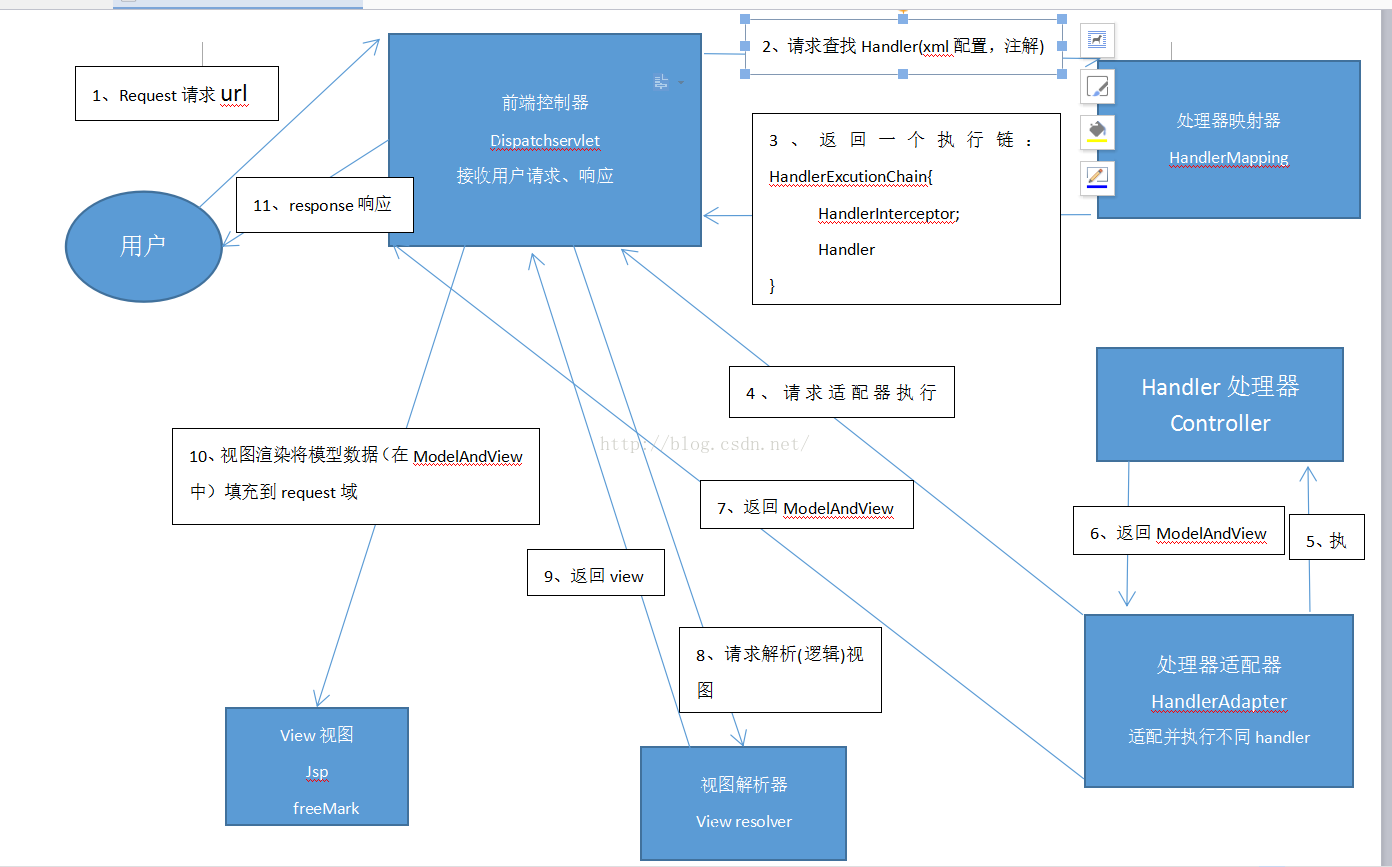 1、Request 请求 url
2、请求查找 Handler(xml 配置，注解)
前端控制器
Dispatchservlet
接收用户请求、响应
处理器映射器
HandlerMapping
3、返回一个执行链：
HandlerExcutionChain{
HandlerInterceptor;
Handler
}
11、response 响应
用户
4、请求适配器执行
Handler 处理器
Controller
http://blog.csdn.net/
10、视图渲染将模型数据（在 ModelAndView
中）填充到 request 域
7、返回 ModelAndView
6、返回 ModelAndView
5、执
9、返回 view
8、请求解析(逻辑)视
图
处理器适配器
HandlerAdapter
适配并执行不同 handler
View 视图
Jsp
freeMark
视图解析器
View resolver